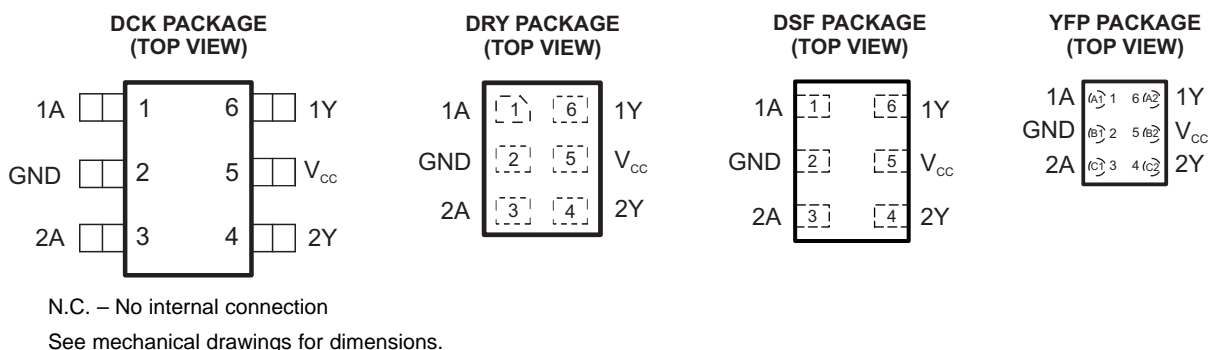 DCK PACKAGE
(TOP VIEW)
1A 1 6 1Y
GND 2 5 VCC
2A 3 4 2Y
DRY PACKAGE
(TOP VIEW)
1A 1 6 1Y
GND 2 5 VCC
2A 3 4 2Y
DSF PACKAGE
(TOP VIEW)
1A 1 6 1Y
GND 2 5 VCC
2A 3 4 2Y
YFP PACKAGE
(TOP VIEW)
1A A1 1 6 A2 1Y
GND B1 2 5 B2 VCC
2A C1 3 4 C2 2Y
N.C. – No internal connection
See mechanical drawings for dimensions.